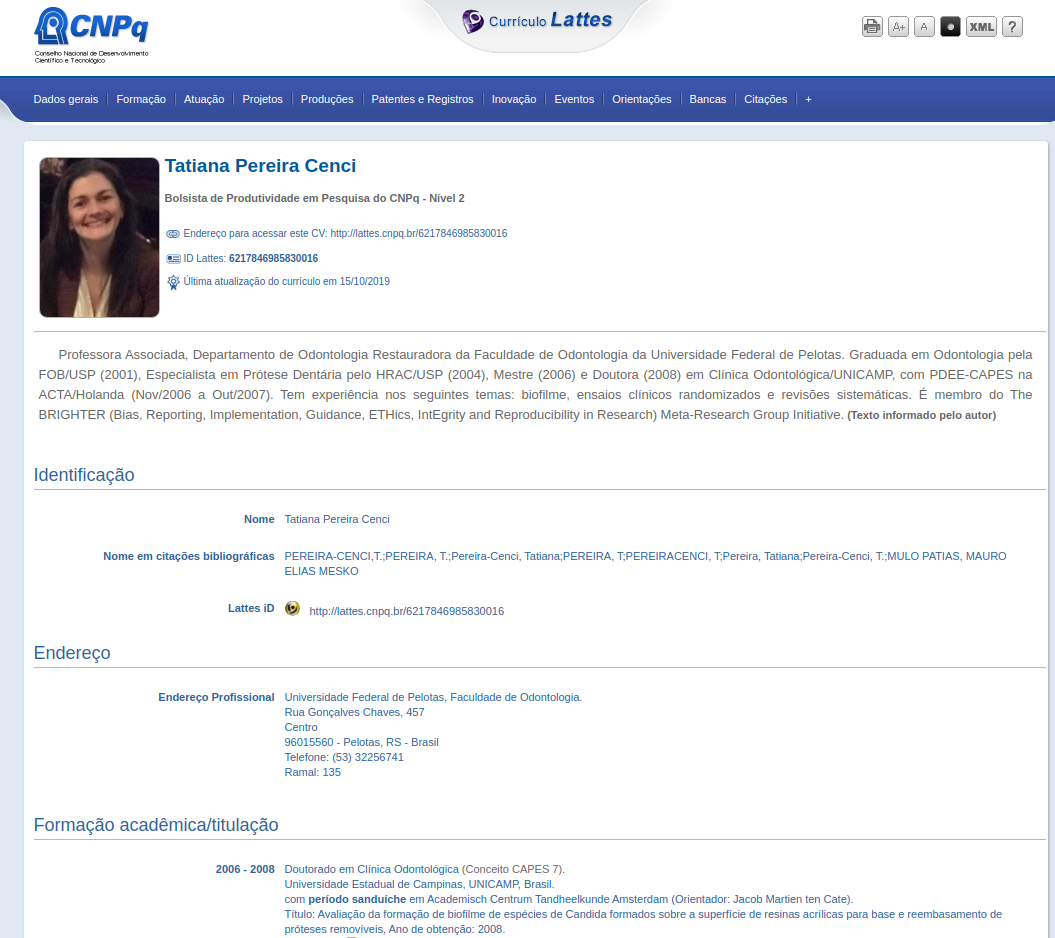 CNPq
Conselho Nacional de Desenvolvimento
Científico e Tecnológico
Currículo Lattes
A+ A XML ?
Dados gerais Formação Atuação Projetos Produções Patentes e Registros Inovação Eventos Orientações Bancas Citações +
Tatiana Pereira Cenci
Bolsista de Produtividade em Pesquisa do CNPq - Nível 2
Endereço para acessar este CV: http://lattes.cnpq.br/6217846985830016
ID Lattes: 6217846985830016
Última atualização do currículo em 15/10/2019
Professora Associada, Departamento de Odontologia Restauradora da Faculdade de Odontologia da Universidade Federal de Pelotas. Graduada em Odontologia pela
FOB/USP (2001), Especialista em Prótese Dentária pelo HRAC/USP (2004), Mestre (2006) e Doutora (2008) em Clínica Odontológica/UNICAMP, com PDEE-CAPES na
ACTA/Holanda (Nov/2006 a Out/2007). Tem experiência nos seguintes temas: biofilme, ensaios clínicos randomizados e revisões sistemáticas. É membro do The
BRIGHTER (Bias, Reporting, Implementation, Guidance, ETHics, IntEgrity and Reproducibility in Research) Meta-Research Group Initiative. (Texto informado pelo autor)
Identificação
Nome Tatiana Pereira Cenci
Nome em citações bibliográficas PEREIRA-CENCI,T.;PEREIRA, T.;Pereira-Cenci, Tatiana;PEREIRA, T;PEREIRACENCI, T;Pereira, Tatiana;Pereira-Cenci, T.;MULO PATIAS, MAURO
ELIAS MESKO
Lattes iD http://lattes.cnpq.br/6217846985830016
Endereço
Endereço Profissional Universidade Federal de Pelotas, Faculdade de Odontologia.
Rua Gonçalves Chaves, 457
Centro
96015560 - Pelotas, RS - Brasil
Telefone: (53) 32256741
Ramal: 135
Formação acadêmica/titulação
2006 - 2008 Doutorado em Clínica Odontológica (Conceito CAPES 7).
Universidade Estadual de Campinas, UNICAMP, Brasil.
com período sanduíche em Academisch Centrum Tandheelkunde Amsterdam (Orientador: Jacob Martien ten Cate).
Título: Avaliação da formação de biofilme de espécies de Candida formados sobre a superfície de resinas acrílicas para base e reembasamento de
próteses removíveis, Ano de obtenção: 2008.